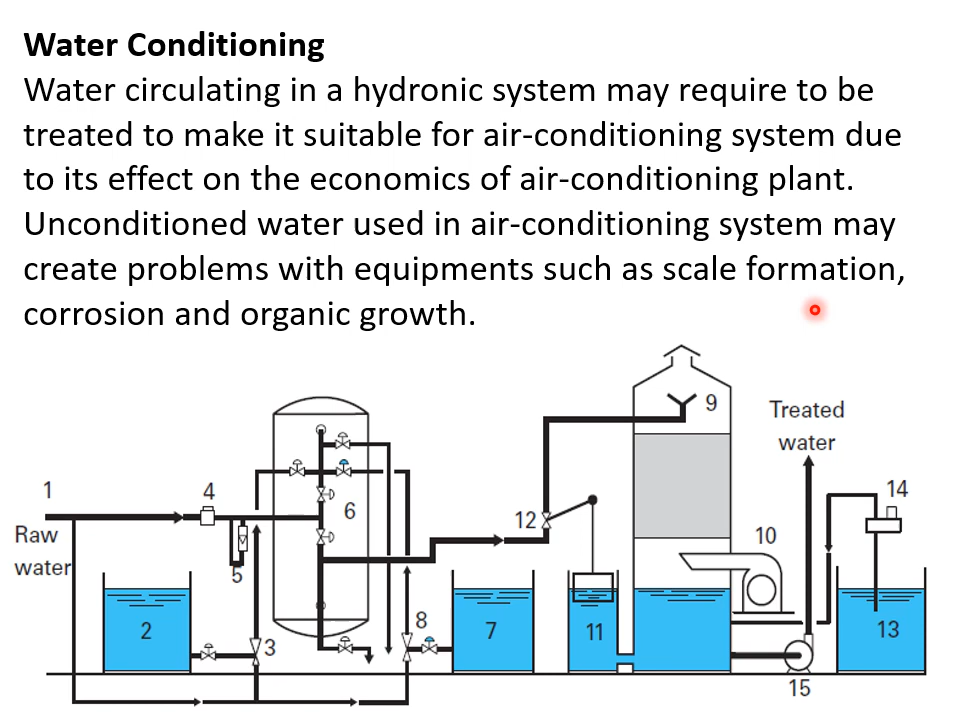 Water Conditioning
Water circulating in a hydronic system may require to be
treated to make it suitable for air-conditioning system due
to its effect on the economics of air-conditioning plant.
Unconditioned water used in air-conditioning system may
create problems with equipments such as scale formation,
corrosion and organic growth.
9
Treated
water
1
4
14
6
12
Raw
water
10
5
2
8
7
11
13
3
15